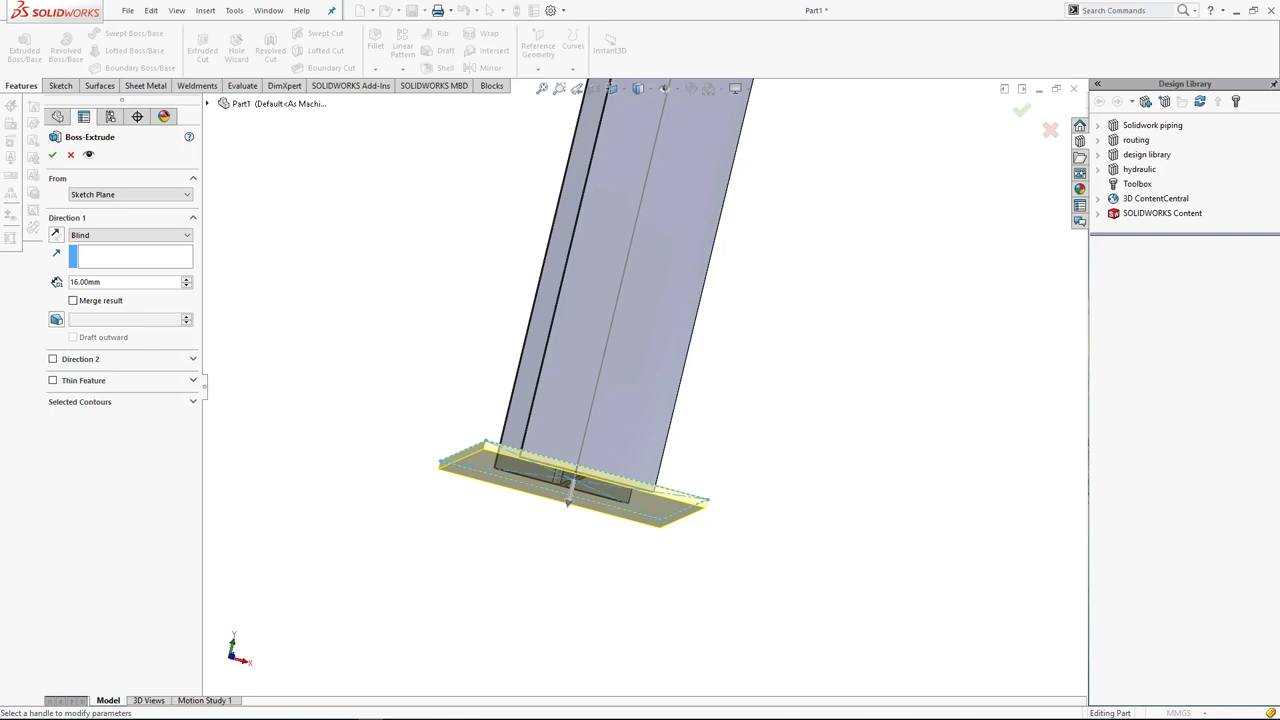 SOLIDWORKS File Edit View Insert Tools Window Help Part1 * Search Commands
Extruded Boss/Base Revolved Boss/Base Swept Boss/Base Lofted Boss/Base Boundary Boss/Base Extruded Cut Hole Wizard Revolved Cut Swept Cut Lofted Cut Boundary Cut Fillet Linear Pattern Rib Draft Shell Wrap Intersect Mirror Reference Geometry Curves Instant3D
Features Sketch Surfaces Sheet Metal Weldments Evaluate DimXpert SOLIDWORKS Add-Ins SOLIDWORKS MBD Blocks
Design Library
Part1 (Default<As Machi...
Boss-Extrude
From
Sketch Plane
Direction 1
Blind
16.00mm
Merge result
Draft outward
Direction 2
Thin Feature
Selected Contours
Solidwork piping
routing
design library
hydraulic
Toolbox
3D ContentCentral
SOLIDWORKS Content
Y
X
Model 3D Views Motion Study 1
Select a handle to modify parameters Editing Part MMGS